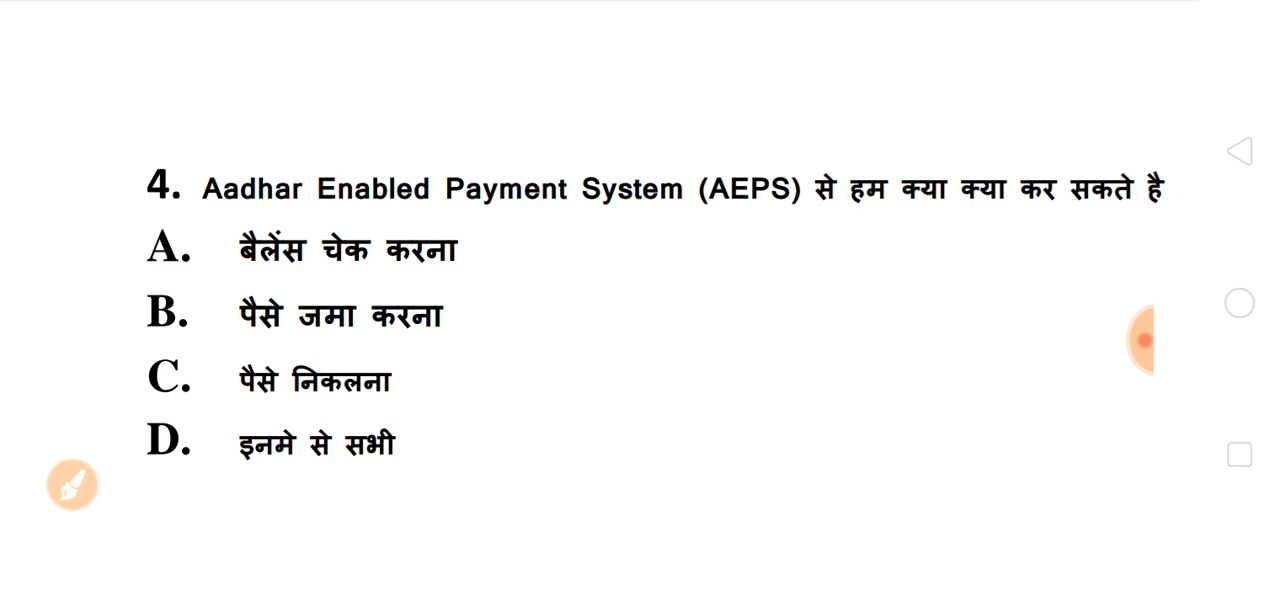 4. Aadhar Enabled Payment System (AEPS) से हम क्या क्या कर सकते है
A. बैलेंस चेक करना
B. पैसे जमा करना
C. पैसे निकलना
D. इनमे से सभी